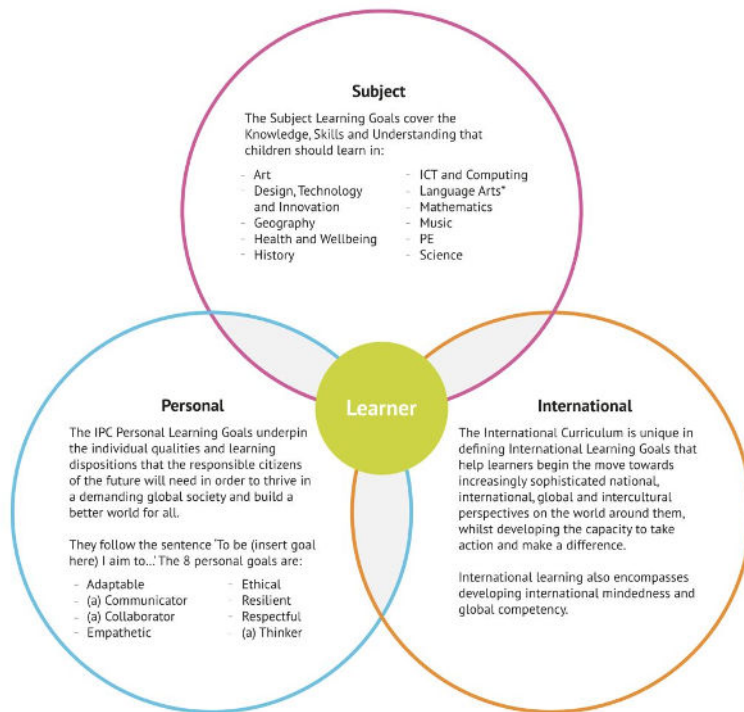 Subject
The Subject Learning Goals cover the
Knowledge, Skills and Understanding that
children should learn in:
- Art
- Design, Technology
and Innovation
- Geography
- Health and Wellbeing
- History
- ICT and Computing
- Language Arts*
- Mathematics
- Music
- PE
- Science
Learner
Personal
The IPC Personal Learning Goals underpin
the individual qualities and learning
dispositions that the responsible citizens
of the future will need in order to thrive in
a demanding global society and build a
better world for all.
They follow the sentence ‘To be (insert goal
here) I aim to...’ The 8 personal goals are:
- Adaptable
- (a) Communicator
- (a) Collaborator
- Empathetic
- Ethical
- Resilient
- Respectful
- (a) Thinker
International
The International Curriculum is unique in
defining International Learning Goals that
help learners begin the move towards
increasingly sophisticated national,
international, global and intercultural
perspectives on the world around them,
whilst developing the capacity to take
action and make a difference.
International learning also encompasses
developing international mindedness and
global competency.